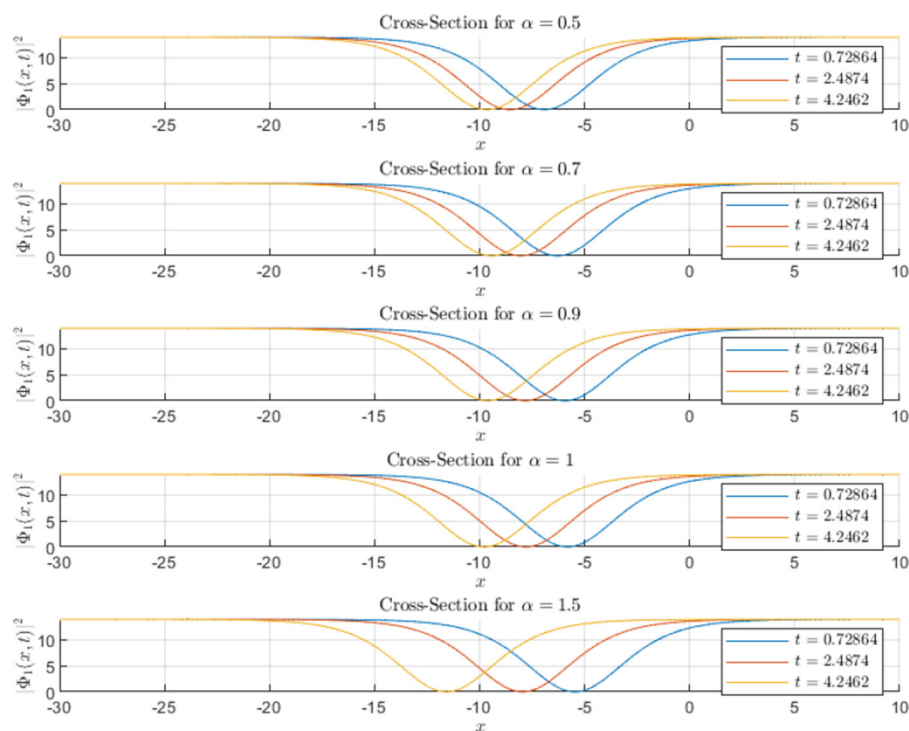 Cross-Section for α = 0.5
|Φ₁(x, t)|²
10
5
0
-30 -25 -20 -15 -10 -5 0 5 10
x
t = 0.72864
t = 2.4874
t = 4.2462
Cross-Section for α = 0.7
|Φ₁(x, t)|²
10
5
0
-30 -25 -20 -15 -10 -5 0 5 10
x
t = 0.72864
t = 2.4874
t = 4.2462
Cross-Section for α = 0.9
|Φ₁(x, t)|²
10
5
0
-30 -25 -20 -15 -10 -5 0 5 10
x
t = 0.72864
t = 2.4874
t = 4.2462
Cross-Section for α = 1
|Φ₁(x, t)|²
10
5
0
-30 -25 -20 -15 -10 -5 0 5 10
x
t = 0.72864
t = 2.4874
t = 4.2462
Cross-Section for α = 1.5
|Φ₁(x, t)|²
10
5
0
-30 -25 -20 -15 -10 -5 0 5 10
x
t = 0.72864
t = 2.4874
t = 4.2462